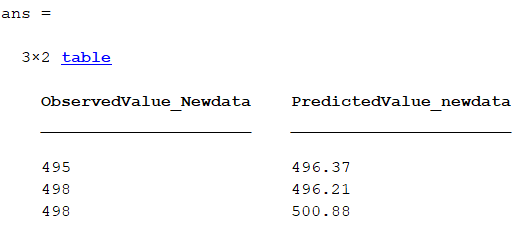 ans =
3×2 table
ObservedValue_Newdata PredictedValue_newdata
495 496.37
498 496.21
498 500.88